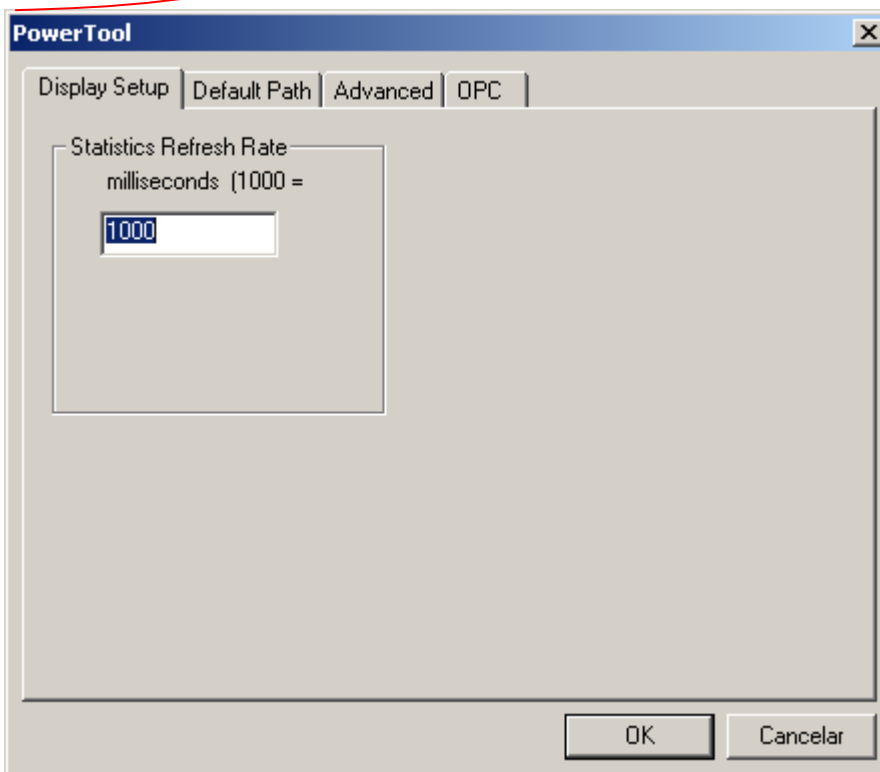 PowerTool
Display Setup Default Path Advanced OPC
Statistics Refresh Rate
milliseconds (1000 =
1000
OK Cancelar